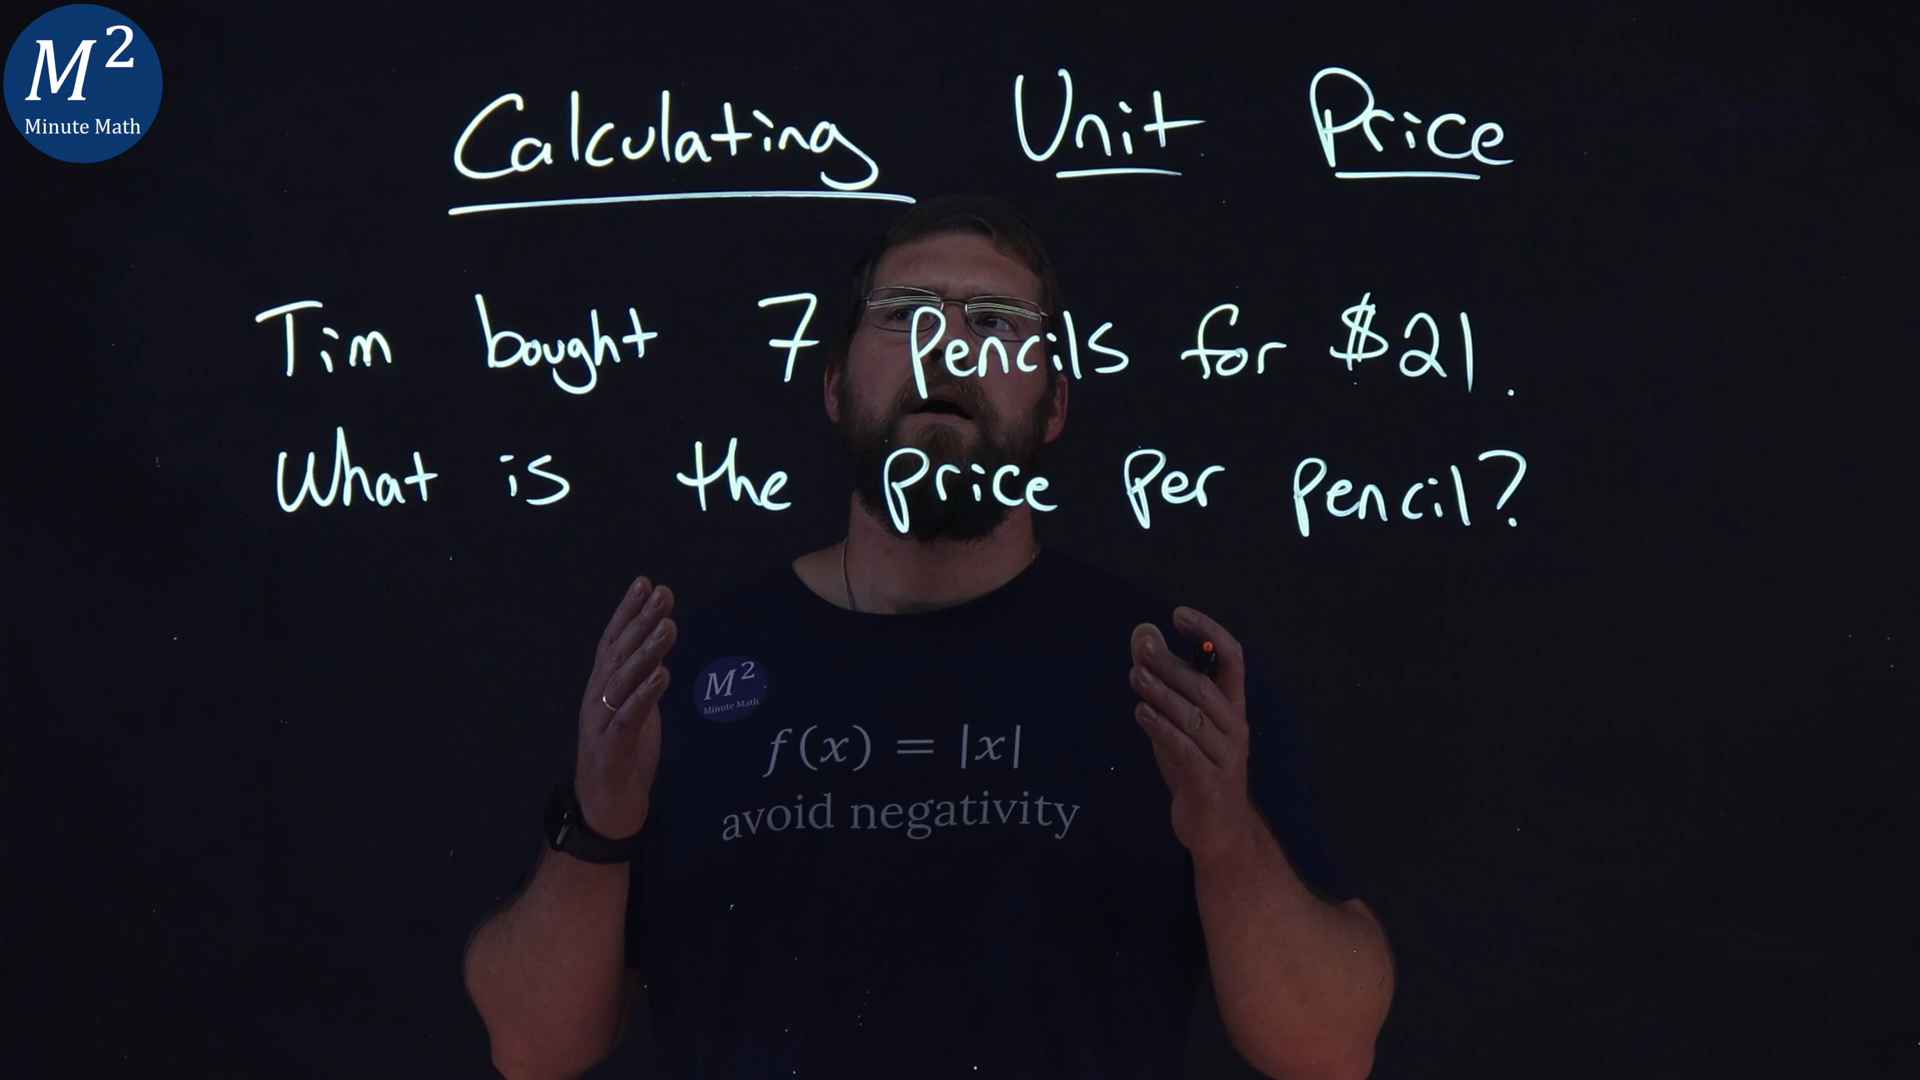 M²
Minute Math
Calculating Unit Price
Tim bought 7 pencils for $21.
What is the price per pencil?
M²
Minute Math
f(x) = |x|
avoid negativity